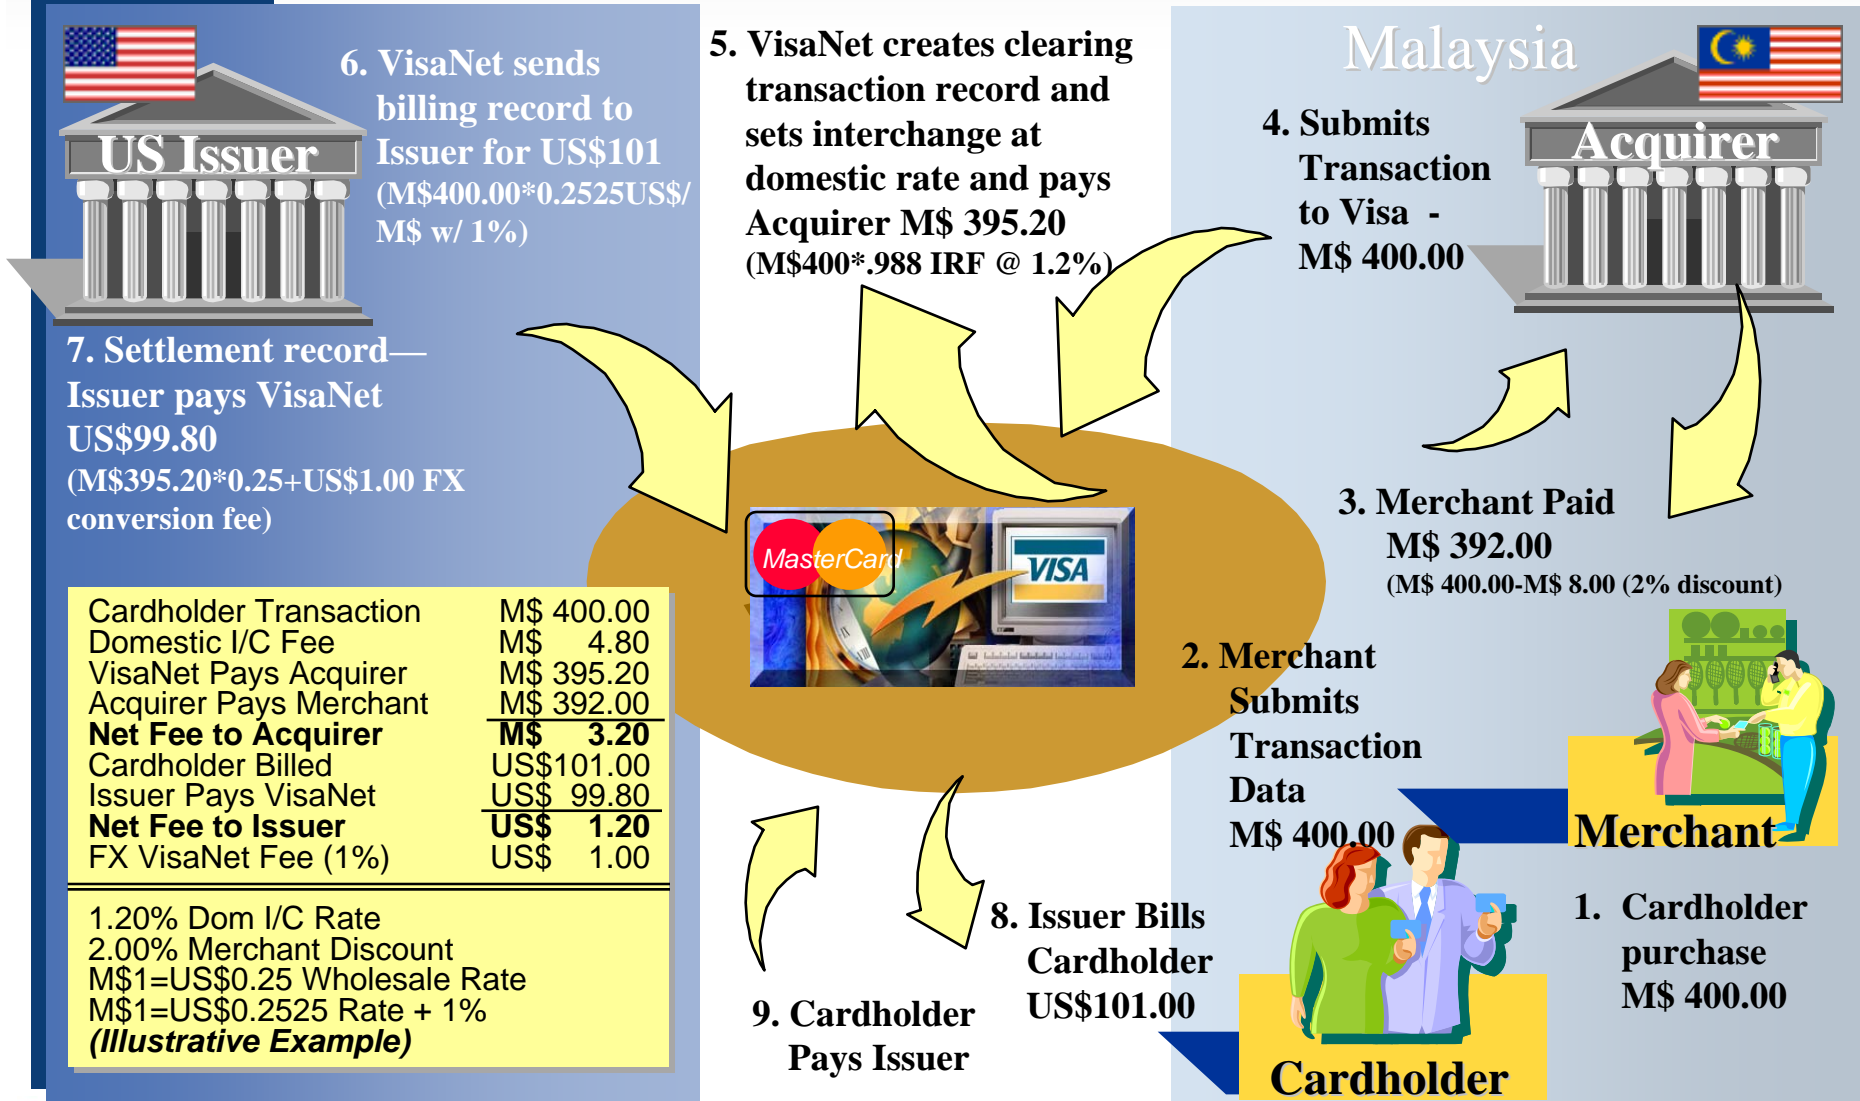 US Issuer
6. VisaNet sends
billing record to
Issuer for US$101
(M$400.00*0.2525US$/
M$ w/ 1%)
7. Settlement record—
Issuer pays VisaNet
US$99.80
(M$395.20*0.25+US$1.00 FX
conversion fee)
5. VisaNet creates clearing
transaction record and
sets interchange at
domestic rate and pays
Acquirer M$ 395.20
(M$400*.988 IRF @ 1.2%)
Malaysia
Acquirer
4. Submits
Transaction
to Visa -
M$ 400.00
3. Merchant Paid
M$ 392.00
(M$ 400.00-M$ 8.00 (2% discount)
MasterCard
VISA
2. Merchant
Submits
Transaction
Data
M$ 400.00
Merchant
1. Cardholder
purchase
M$ 400.00
Cardholder
8. Issuer Bills
Cardholder
US$101.00
9. Cardholder
Pays Issuer
Cardholder Transaction M$ 400.00
Domestic I/C Fee M$ 4.80
VisaNet Pays Acquirer M$ 395.20
Acquirer Pays Merchant M$ 392.00
Net Fee to Acquirer M$ 3.20
Cardholder Billed US$101.00
Issuer Pays VisaNet US$ 99.80
Net Fee to Issuer US$ 1.20
FX VisaNet Fee (1%) US$ 1.00
1.20% Dom I/C Rate
2.00% Merchant Discount
M$1=US$0.25 Wholesale Rate
M$1=US$0.2525 Rate + 1%
(Illustrative Example)